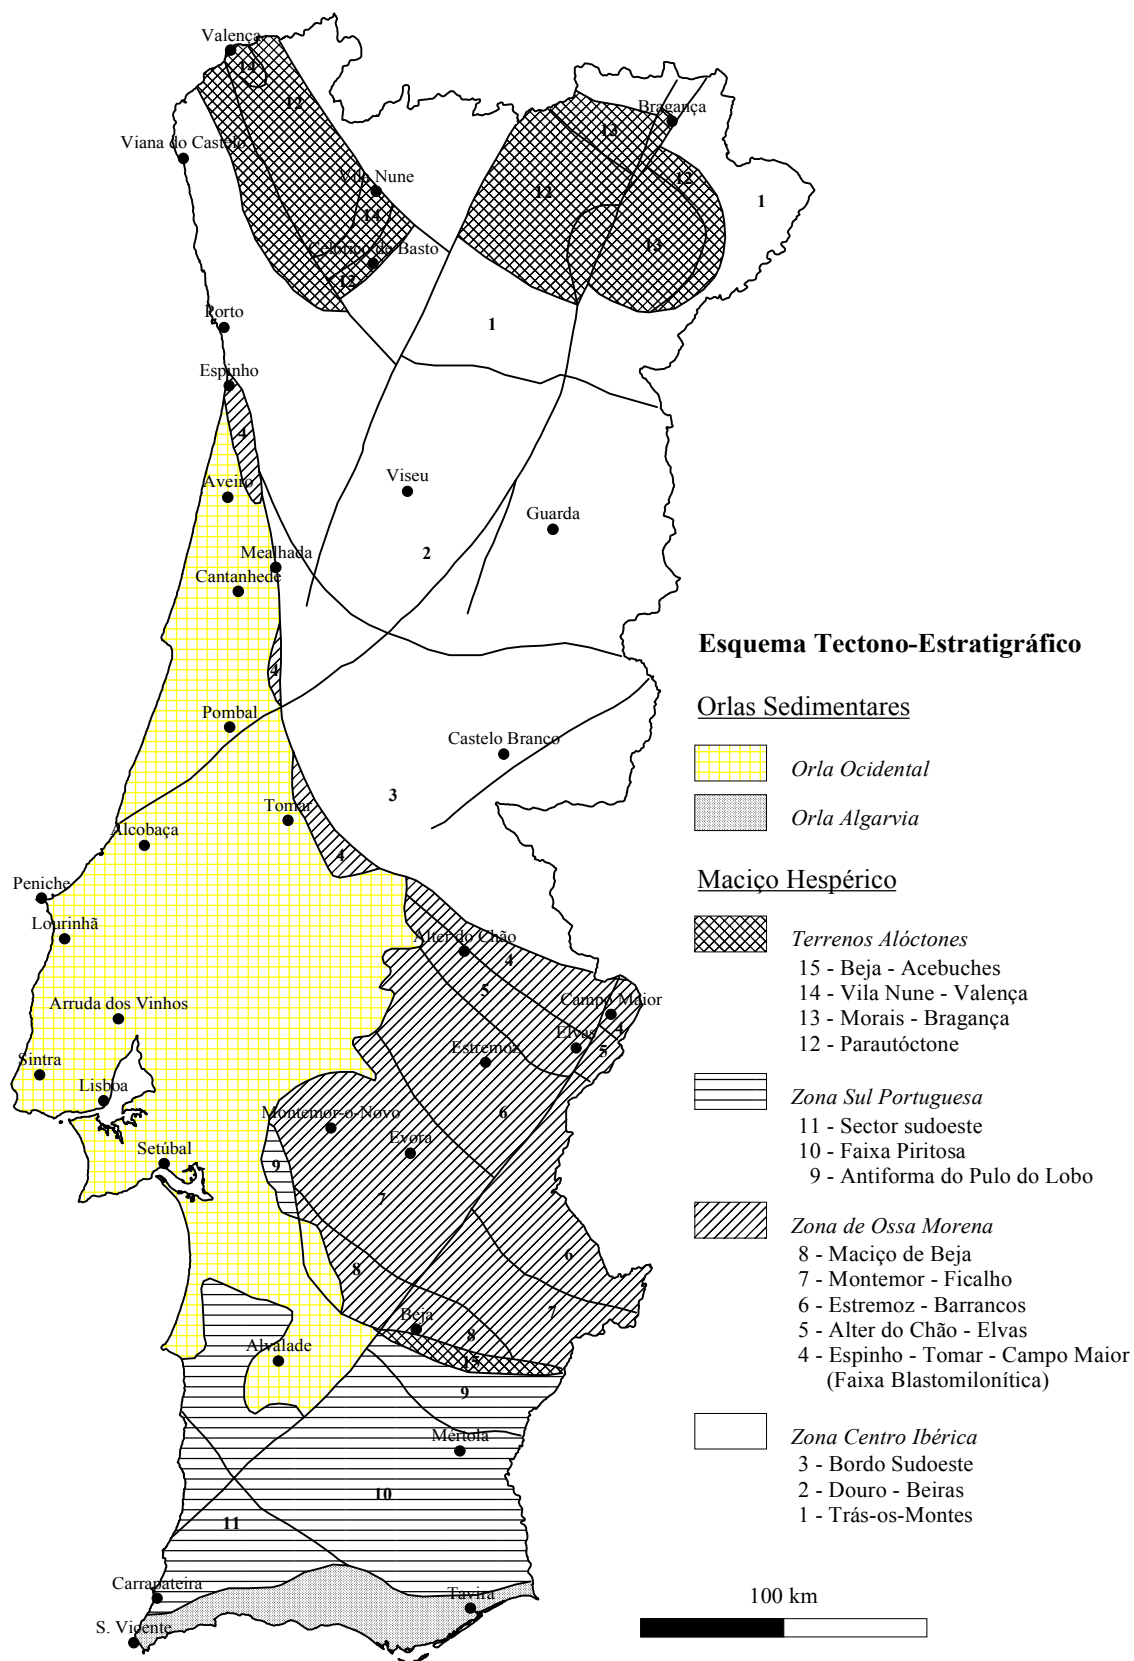 Valença
14
12
Bragança
13
Viana do Castelo
Vila Nune
12
12
1
14
13
Celorico de Basto
12
Porto
1
Espinho
4
Viseu
Aveiro
Guarda
2
Mealhada
Cantanhede
4
Pombal
Castelo Branco
3
Tomar
Alcobaça
4
Peniche
Lourinhã
Alter do Chão
4
5
Campo Maior
Arruda dos Vinhos
4
Elvas
5
Estremoz
Sintra
Lisboa
Montemor-o-Novo
6
Évora
Setúbal
9
7
6
8
Beja
7
8
Alvalade
15
9
Mértola
10
11
Carrapateira
Tavira
S. Vicente
Esquema Tectono-Estratigráfico
Orlas Sedimentares
Orla Ocidental
Orla Algarvia
Maciço Hespérico
Terrenos Alóctones
15 - Beja - Acebuches
14 - Vila Nune - Valença
13 - Morais - Bragança
12 - Parautóctone
Zona Sul Portuguesa
11 - Sector sudoeste
10 - Faixa Piritosa
9 - Antiforma do Pulo do Lobo
Zona de Ossa Morena
8 - Maciço de Beja
7 - Montemor - Ficalho
6 - Estremoz - Barrancos
5 - Alter do Chão - Elvas
4 - Espinho - Tomar - Campo Maior
(Faixa Blastomilonítica)
Zona Centro Ibérica
3 - Bordo Sudoeste
2 - Douro - Beiras
1 - Trás-os-Montes
100 km